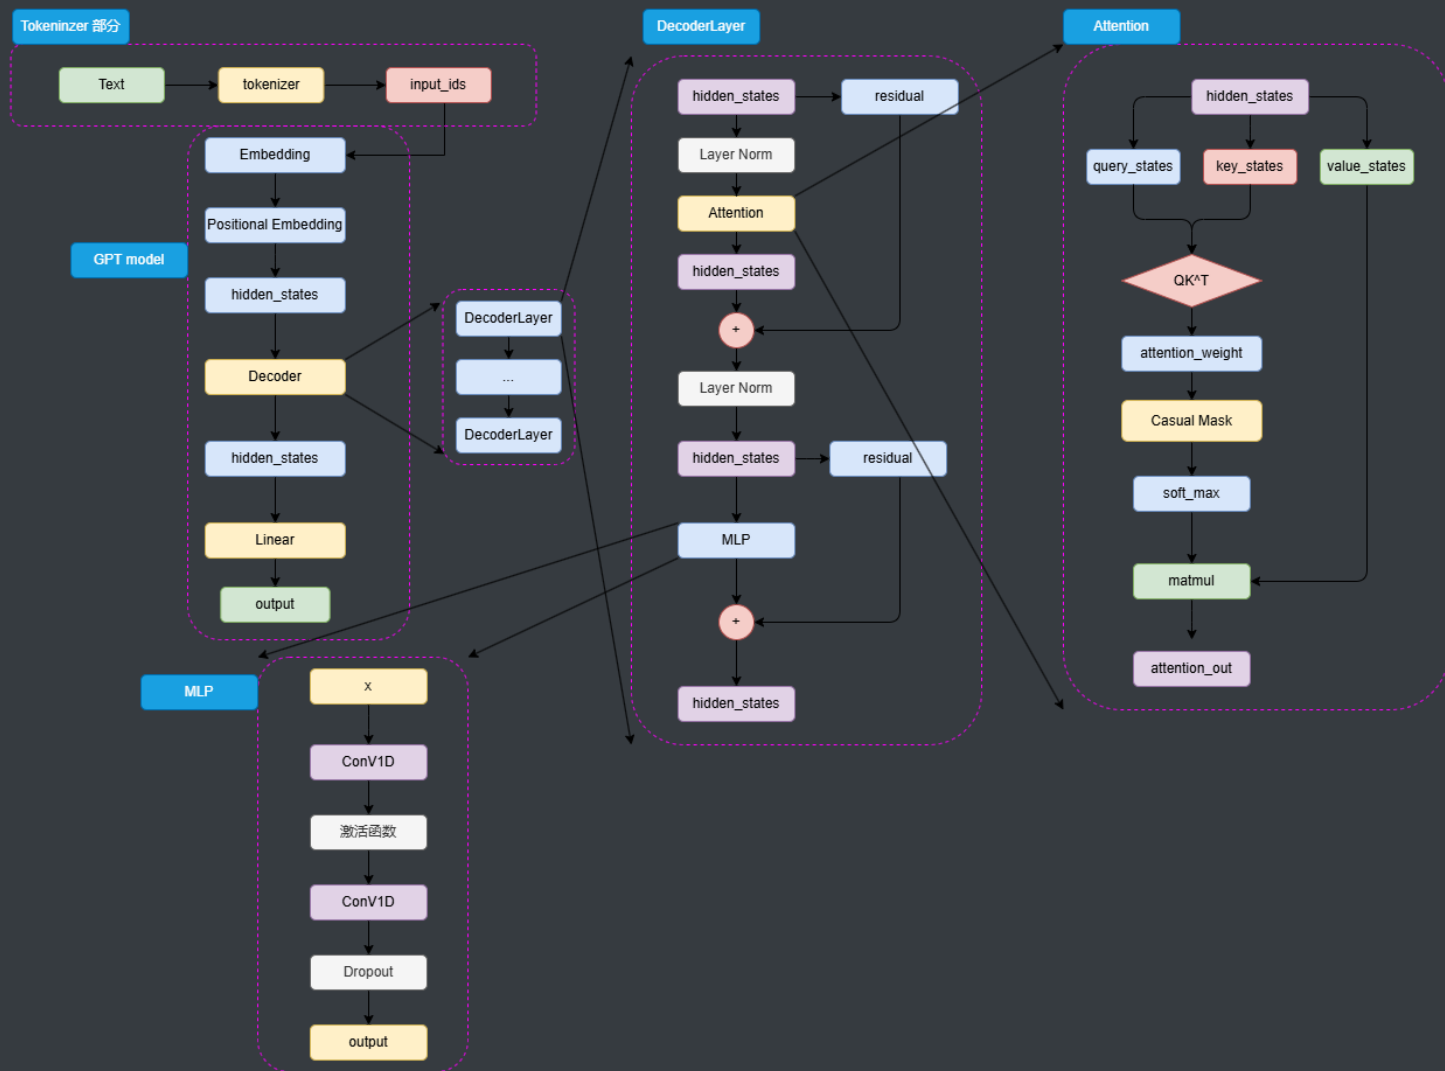 Tokeninzer 部分
Text
tokenizer
input_ids
GPT model
Embedding
Positional Embedding
hidden_states
Decoder
hidden_states
Linear
output
DecoderLayer
...
DecoderLayer
DecoderLayer
hidden_states
residual
Layer Norm
Attention
hidden_states
+
Layer Norm
hidden_states
residual
MLP
+
hidden_states
Attention
hidden_states
query_states
key_states
value_states
QK^T
attention_weight
Casual Mask
soft_max
matmul
attention_out
MLP
x
ConV1D
激活函数
ConV1D
Dropout
output